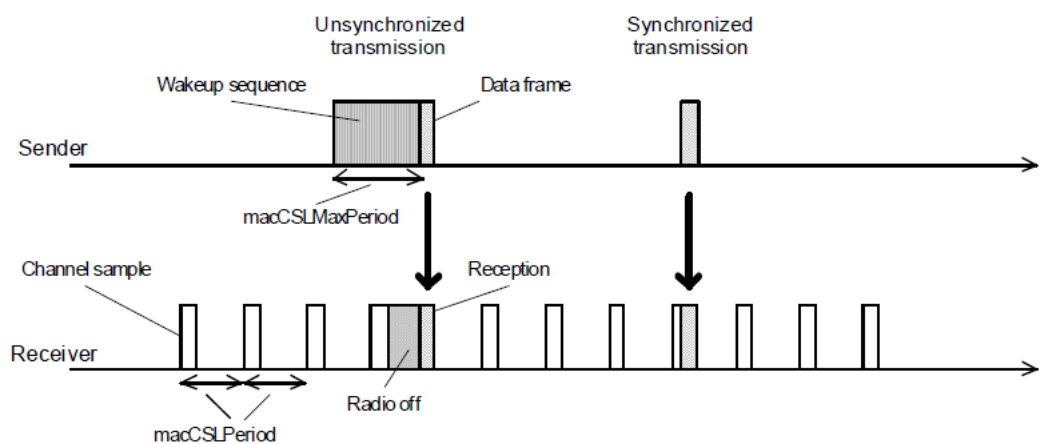 Unsynchronized
transmission
Synchronized
transmission
Wakeup sequence
Data frame
Sender
macCSLMaxPeriod
Channel sample
Reception
Receiver
Radio off
macCSLPeriod